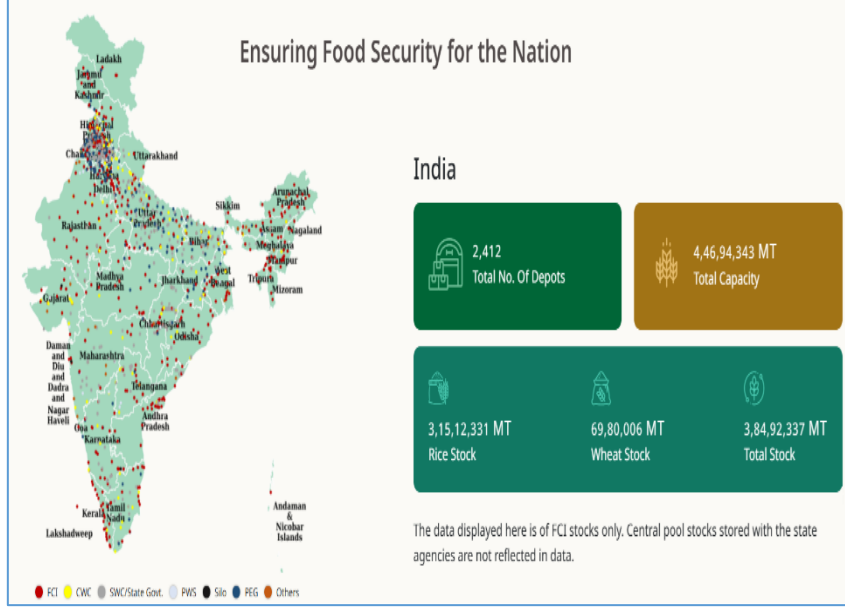 Ensuring Food Security for the Nation
Ladakh
Jammu
and
Kashmir
Himachal
Pradesh
Uttarakhand
Haryana
Delhi
Sikkim
Arunachal
Pradesh
Uttar
Pradesh
Rajasthan
Assam
Nagaland
Bihar
Meghalaya
Manipur
Madhya
Pradesh
Jharkhand
West
Bengal
Tripura
Mizoram
Gujarat
Chhattisgarh
Odisha
Daman
and
Diu
and
Dadra
and
Nagar
Haveli
Maharashtra
Telangana
Andhra
Pradesh
Goa
Karnataka
Kerala
Tamil
Nadu
Lakshadweep
Andaman
&
Nicobar
Islands
FCI CWC SWC/State Govt. PWS Silo PEG Others
India
2,412
Total No. Of Depots
4,46,94,343 MT
Total Capacity
3,15,12,331 MT
Rice Stock
69,80,006 MT
Wheat Stock
3,84,92,337 MT
Total Stock
The data displayed here is of FCI stocks only. Central pool stocks stored with the state
agencies are not reflected in data.